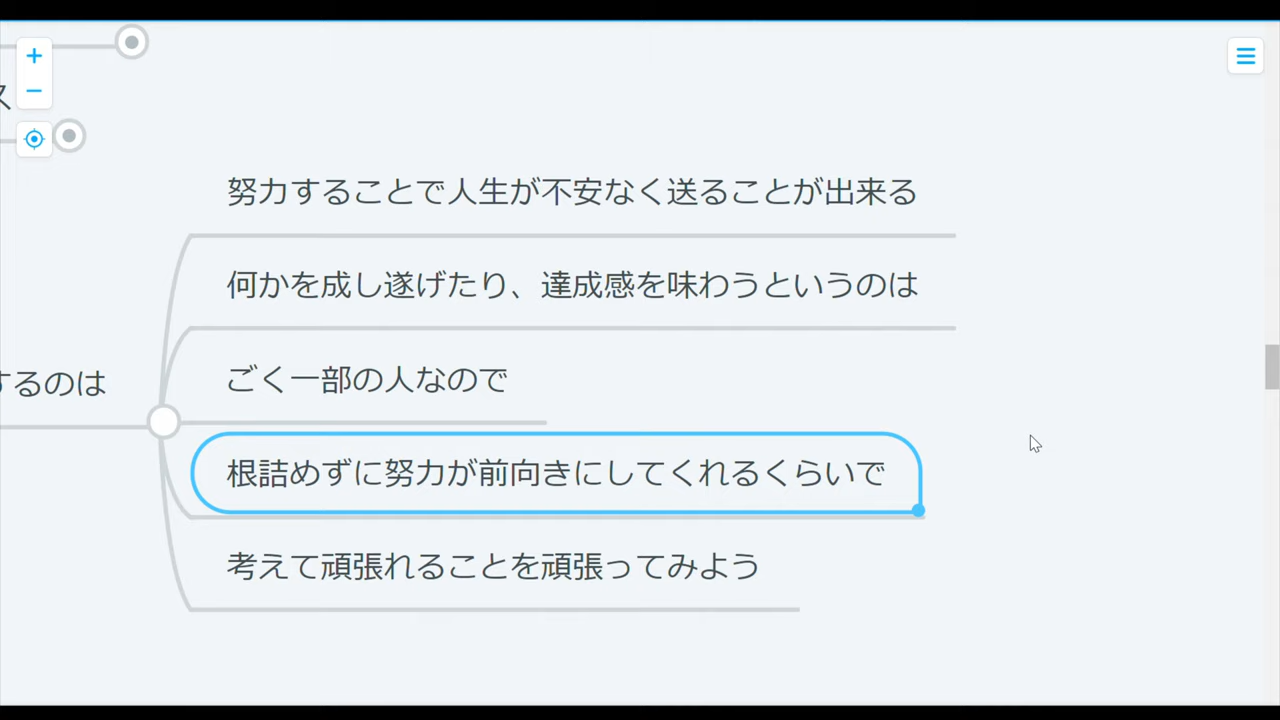 努力することで人生が不安なく送ることが出来る
何かを成し遂げたり、達成感を味わうというのは
ごく一部の人なので
するのは
根詰めずに努力が前向きにしてくれるくらいで
考えて頑張れることを頑張ってみよう